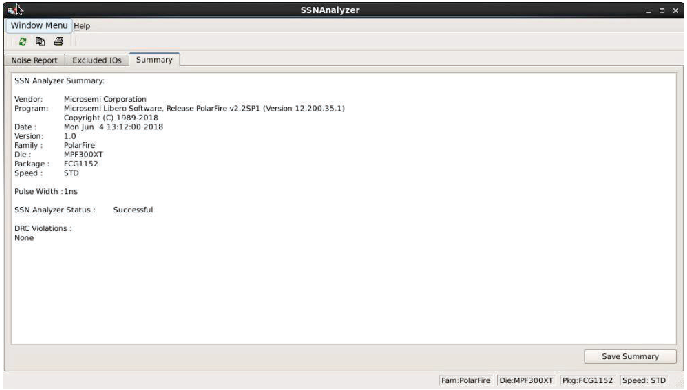 SSNAnalyzer
Window Menu Help
Noise Report Excluded IOs Summary
SSN Analyzer Summary:
Vendor: Microsemi Corporation
Program: Microsemi Libero Software, Release PolarFire v2.2SP1 (Version 12.200.35.1)
Copyright (C) 1989-2018
Date : Mon Jun 4 13:12:00 2018
Version: 1.0
Family : PolarFire
Die : MPF300XT
Package : FCG1152
Speed : STD
Pulse Width :1ns
SSN Analyzer Status : Successful
DRC Violations :
None
Save Summary
Fam:PolarFire Die:MPF300XT Pkg:FCG1152 Speed: STD